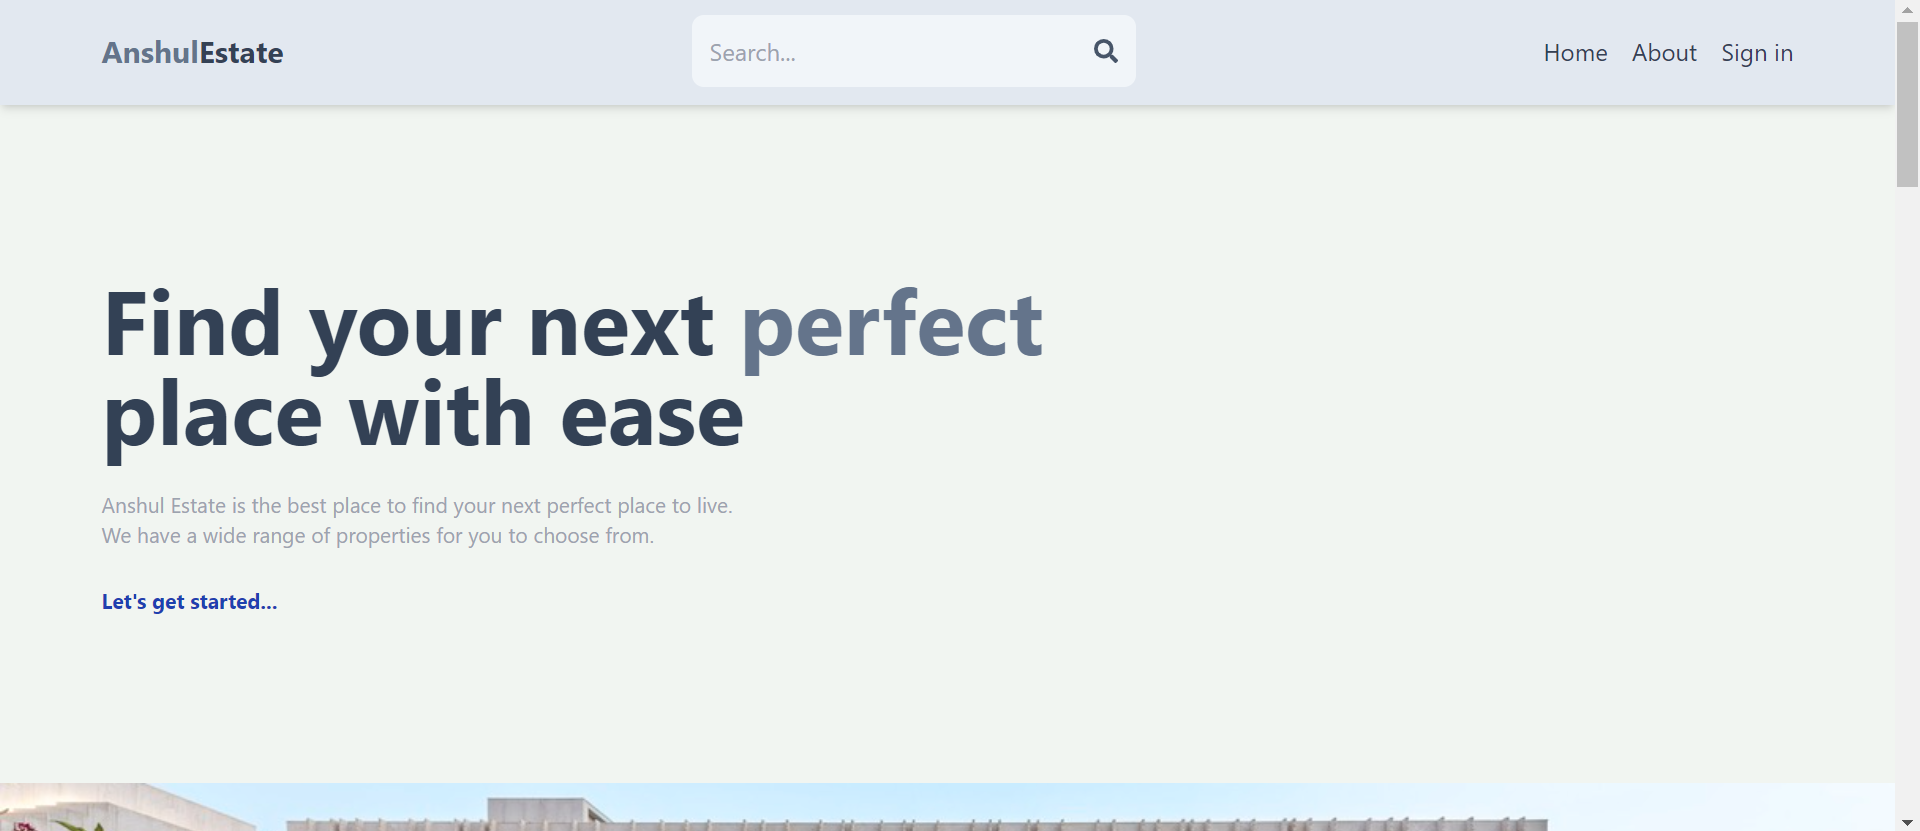 AnshulEstate
Search...
Home About Sign in
Find your next perfect
place with ease
Anshul Estate is the best place to find your next perfect place to live.
We have a wide range of properties for you to choose from.
Let's get started...